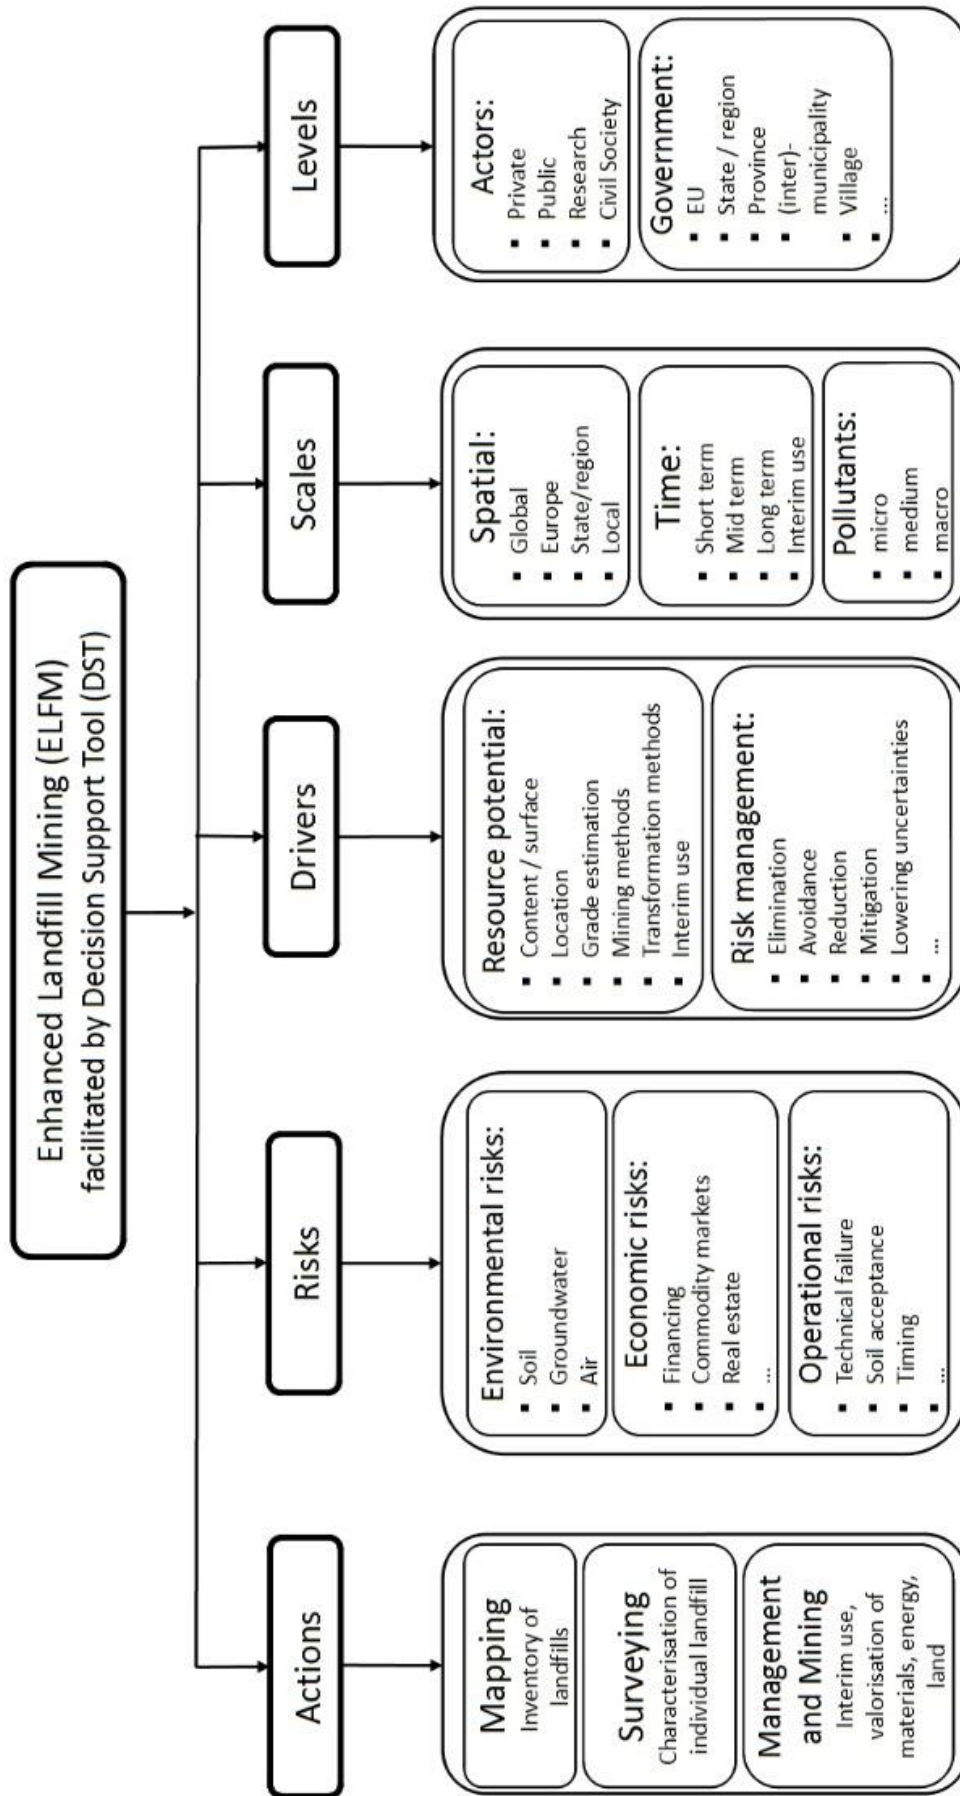 Enhanced Landfill Mining (ELFM)
facilitated by Decision Support Tool (DST)
Actions
Mapping
Inventory of
landfills
Surveying
Characterisation of
individual landfill
Management
and Mining
Interim use,
valorisation of
materials, energy,
land
Risks
Environmental risks:
▪ Soil
▪ Groundwater
▪ Air
Economic risks:
▪ Financing
▪ Commodity markets
▪ Real estate
▪ ...
Operational risks:
▪ Technical failure
▪ Soil acceptance
▪ Timing
▪ ...
Drivers
Resource potential:
▪ Content / surface
▪ Location
▪ Grade estimation
▪ Mining methods
▪ Transformation methods
▪ Interim use
Risk management:
▪ Elimination
▪ Avoidance
▪ Reduction
▪ Mitigation
▪ Lowering uncertainties
▪ ...
Scales
Spatial:
▪ Global
▪ Europe
▪ State/region
▪ Local
Time:
▪ Short term
▪ Mid term
▪ Long term
▪ Interim use
Pollutants:
▪ micro
▪ medium
▪ macro
Levels
Actors:
▪ Private
▪ Public
▪ Research
▪ Civil Society
Government:
▪ EU
▪ State / region
▪ Province
▪ (inter)-
municipality
▪ Village
▪ ...